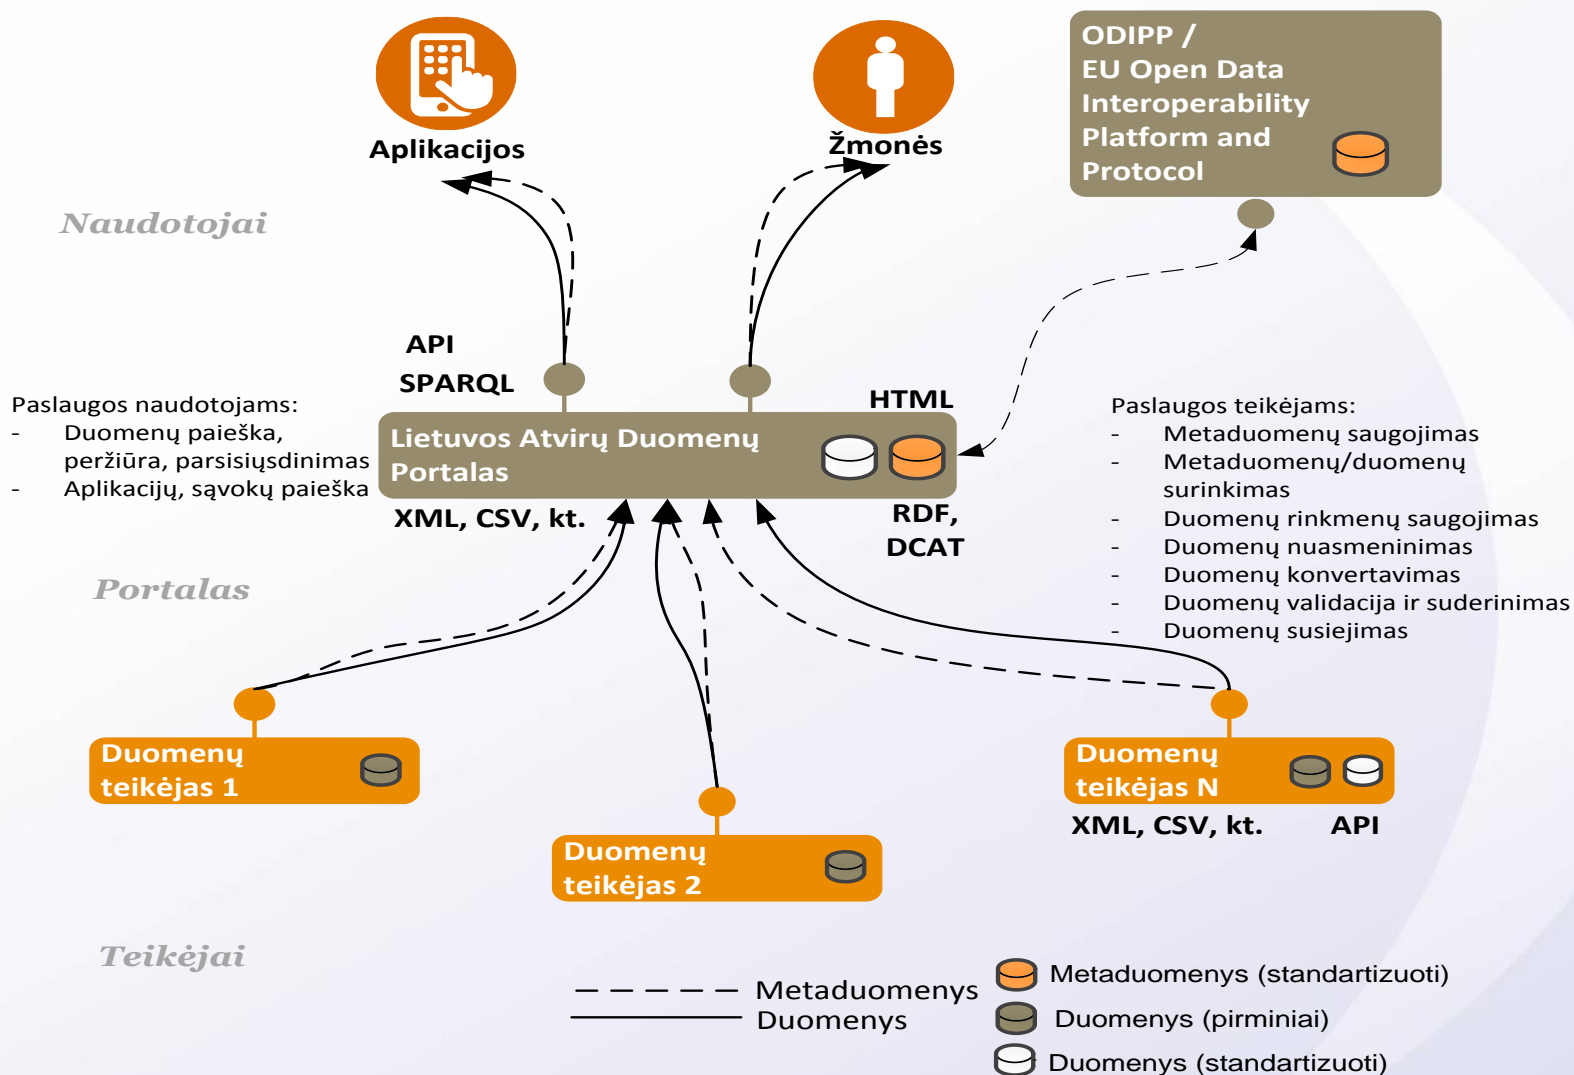 Aplikacijos
Žmonės
ODIPP /
EU Open Data
Interoperability
Platform and
Protocol
Naudotojai
API
SPARQL
HTML
Paslaugos naudotojams:
- Duomenų paieška,
peržiūra, parsisiųsdinimas
- Aplikacijų, sąvokų paieška
Lietuvos Atvirų Duomenų
Portalas
XML, CSV, kt.
RDF,
DCAT
Paslaugos teikėjams:
- Metaduomenų saugojimas
- Metaduomenų/duomenų
surinkimas
- Duomenų rinkmenų saugojimas
- Duomenų nuasmeninimas
- Duomenų konvertavimas
- Duomenų validacija ir suderinimas
- Duomenų susiejimas
Portalas
Duomenų
teikėjas 1
Duomenų
teikėjas 2
Duomenų
teikėjas N
XML, CSV, kt.
API
Teikėjai
Metaduomenys
Duomenys
Metaduomenys (standartizuoti)
Duomenys (pirminiai)
Duomenys (standartizuoti)